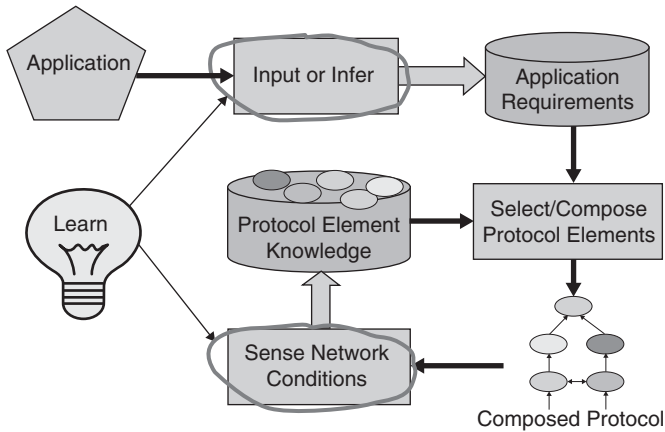 Application
Input or Infer
Application
Requirements
Learn
Protocol Element
Knowledge
Select/Compose
Protocol Elements
Sense Network
Conditions
Composed Protocol